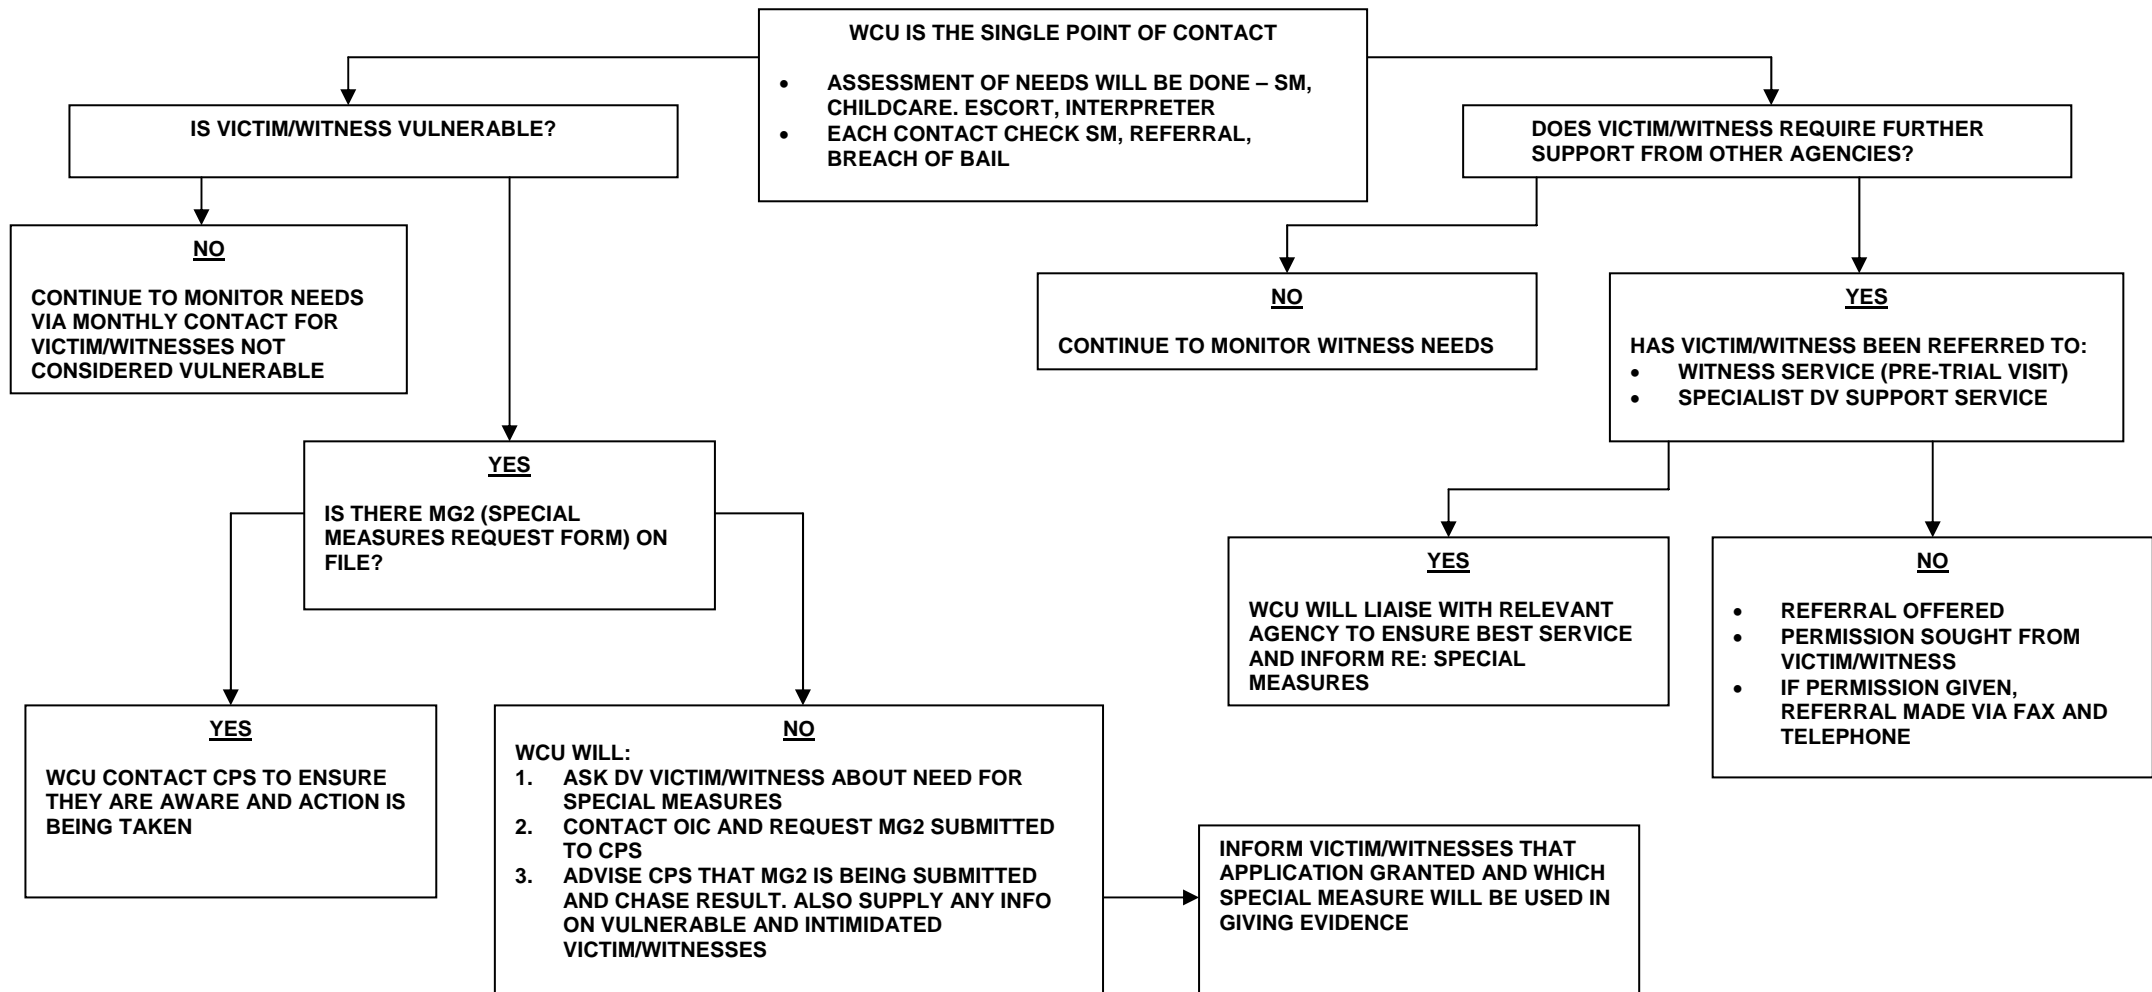 WCU IS THE SINGLE POINT OF CONTACT
• ASSESSMENT OF NEEDS WILL BE DONE – SM,
CHILDCARE. ESCORT, INTERPRETER
• EACH CONTACT CHECK SM, REFERRAL,
BREACH OF BAIL
IS VICTIM/WITNESS VULNERABLE?
DOES VICTIM/WITNESS REQUIRE FURTHER
SUPPORT FROM OTHER AGENCIES?
NO
CONTINUE TO MONITOR NEEDS
VIA MONTHLY CONTACT FOR
VICTIM/WITNESSES NOT
CONSIDERED VULNERABLE
NO
CONTINUE TO MONITOR WITNESS NEEDS
YES
HAS VICTIM/WITNESS BEEN REFERRED TO:
• WITNESS SERVICE (PRE-TRIAL VISIT)
• SPECIALIST DV SUPPORT SERVICE
YES
IS THERE MG2 (SPECIAL
MEASURES REQUEST FORM) ON
FILE?
YES
WCU WILL LIAISE WITH RELEVANT
AGENCY TO ENSURE BEST SERVICE
AND INFORM RE: SPECIAL
MEASURES
NO
• REFERRAL OFFERED
• PERMISSION SOUGHT FROM
VICTIM/WITNESS
• IF PERMISSION GIVEN,
REFERRAL MADE VIA FAX AND
TELEPHONE
YES
WCU CONTACT CPS TO ENSURE
THEY ARE AWARE AND ACTION IS
BEING TAKEN
NO
WCU WILL:
1. ASK DV VICTIM/WITNESS ABOUT NEED FOR
SPECIAL MEASURES
2. CONTACT OIC AND REQUEST MG2 SUBMITTED
TO CPS
3. ADVISE CPS THAT MG2 IS BEING SUBMITTED
AND CHASE RESULT. ALSO SUPPLY ANY INFO
ON VULNERABLE AND INTIMIDATED
VICTIM/WITNESSES
INFORM VICTIM/WITNESSES THAT
APPLICATION GRANTED AND WHICH
SPECIAL MEASURE WILL BE USED IN
GIVING EVIDENCE